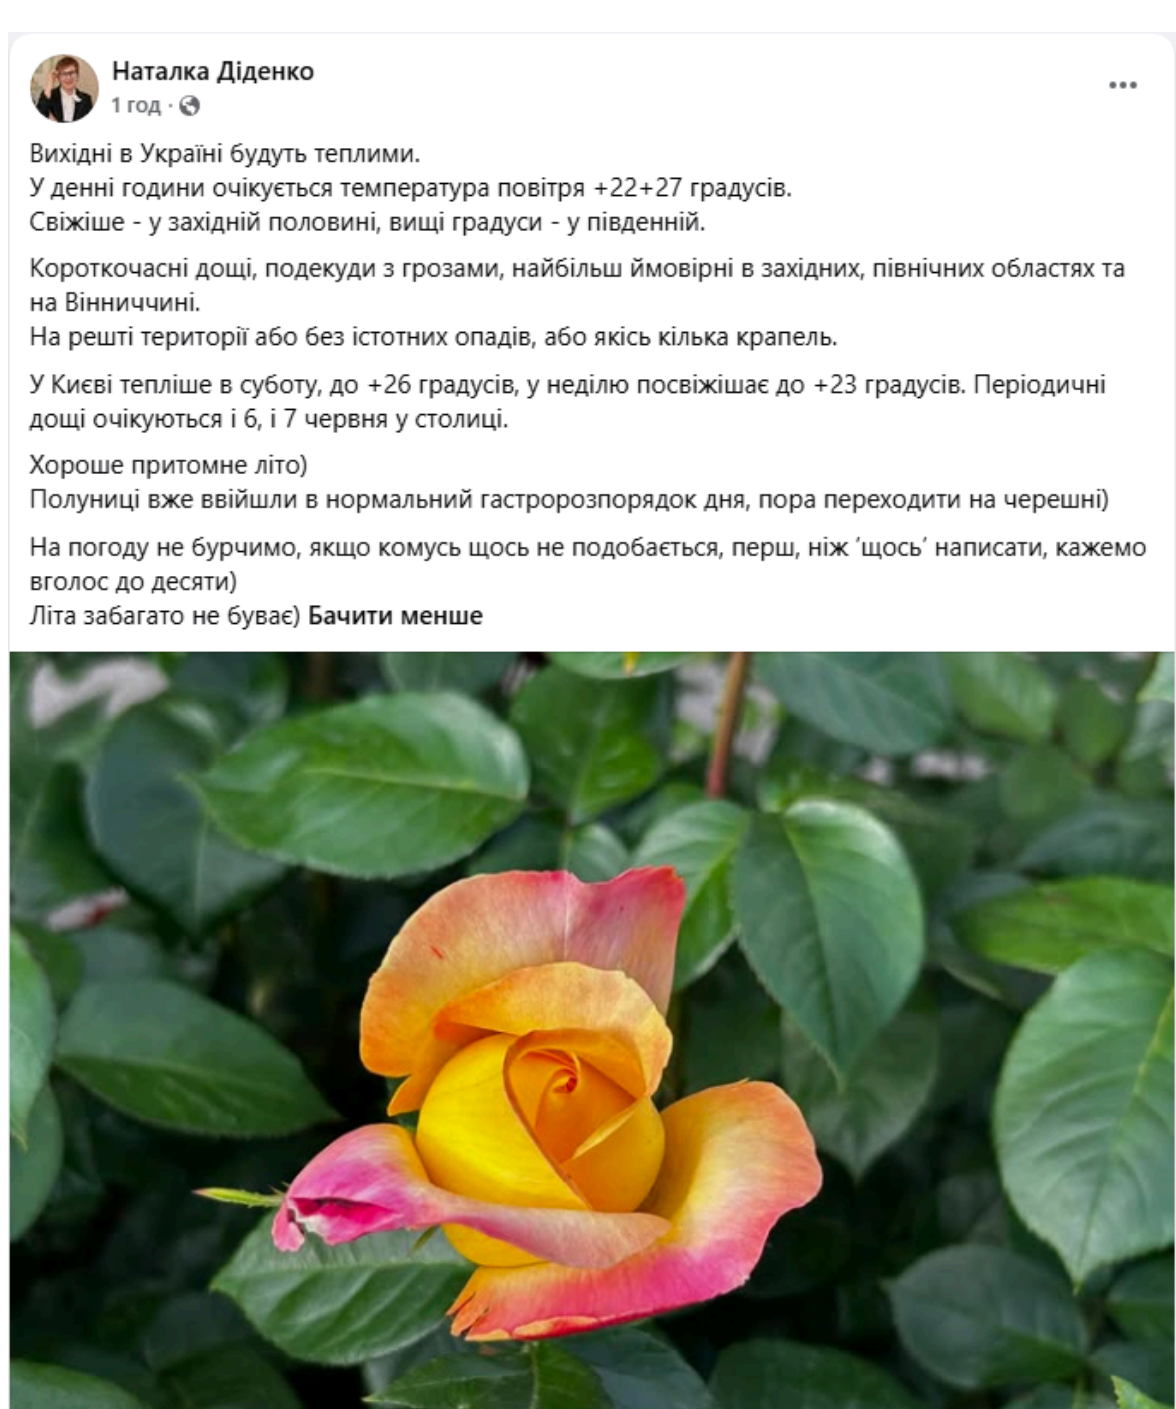 Наталка Діденко
1 год ·
Вихідні в Україні будуть теплими.
У денні години очікується температура повітря +22+27 градусів.
Свіжіше - у західній половині, вищі градуси - у південній.
Короткочасні дощі, подекуди з грозами, найбільш ймовірні в західних, північних областях та
на Вінниччині.
На решті території або без істотних опадів, або якісь кілька крапель.
У Києві тепліше в суботу, до +26 градусів, у неділю посвіжішає до +23 градусів. Періодичні
дощі очікуються і 6, і 7 червня у столиці.
Хороше притомне літо)
Полуниці вже ввійшли в нормальний гастророзпорядок дня, пора переходити на черешні)
На погоду не бурчимо, якщо комусь щось не подобається, перш, ніж ‘щось’ написати, кажемо
вголос до десяти)
Літа забагато не буває) Бачити менше